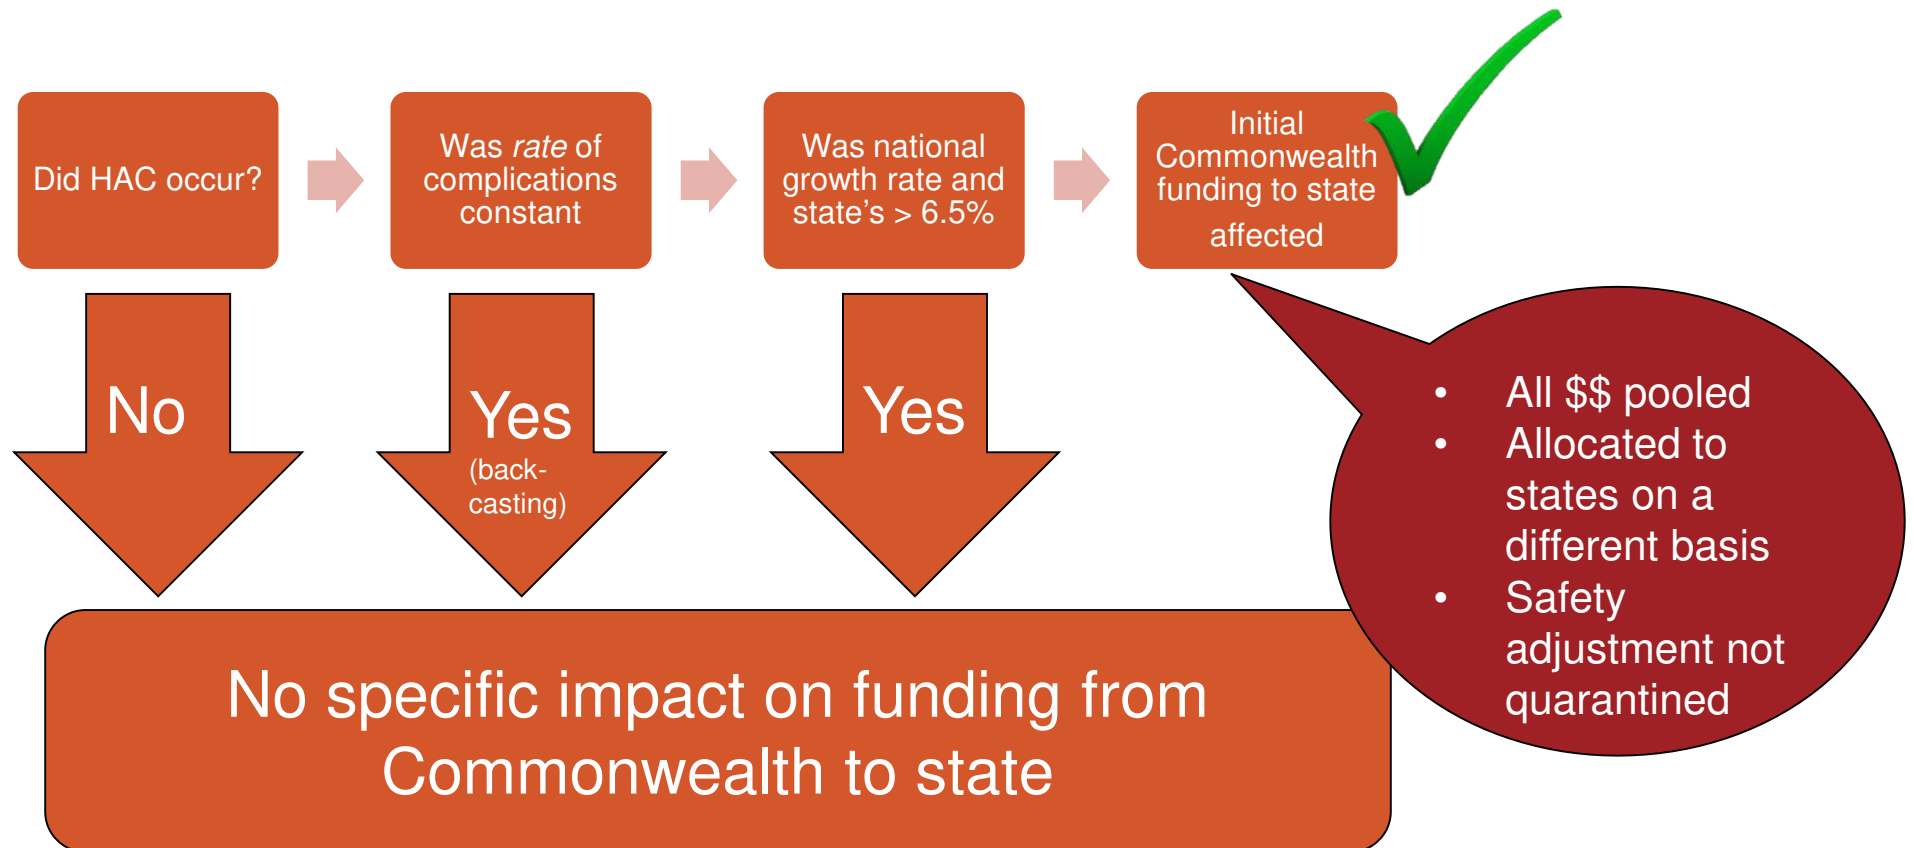 Did HAC occur?
Was rate of
complications
constant
Was national
growth rate and
state’s > 6.5%
Initial
Commonwealth
funding to state
affected
No
Yes
(back-
casting)
Yes
• All $$ pooled
• Allocated to
states on a
different basis
• Safety
adjustment not
quarantined
No specific impact on funding from
Commonwealth to state